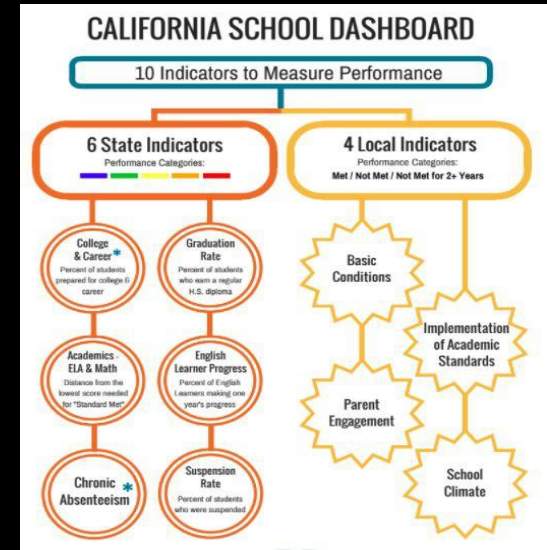 CALIFORNIA SCHOOL DASHBOARD
10 Indicators to Measure Performance
6 State Indicators
Performance Categories:
4 Local Indicators
Performance Categories:
Met / Not Met / Not Met for 2+ Years
College
& Career*
Percent of students
prepared for college &
career
Graduation
Rate
Percent of students
who earn a regular
H.S. diploma
Basic
Conditions
Implementation
of Academic
Standards
Academics -
ELA & Math
Distance from the
lowest score needed
for "Standard Met"
English
Learner Progress
Percent of English
Learners making one
year's progress
Parent
Engagement
Chronic
Absenteeism*
Suspension
Rate
Percent of students
who were suspended
School
Climate